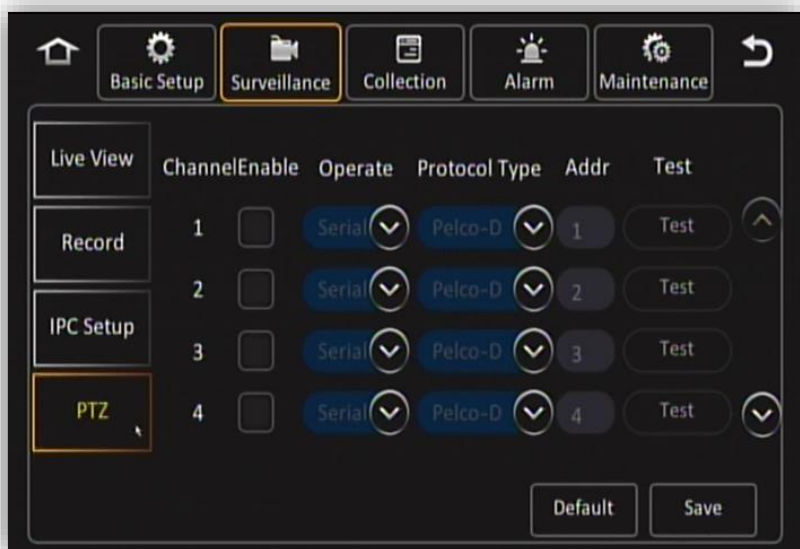 Basic Setup Surveillance Collection Alarm Maintenance
Live View
Record
IPC Setup
PTZ
ChannelEnable Operate Protocol Type Addr Test
1 Serial Pelco-D 1 Test
2 Serial Pelco-D 2 Test
3 Serial Pelco-D 3 Test
4 Serial Pelco-D 4 Test
Default Save